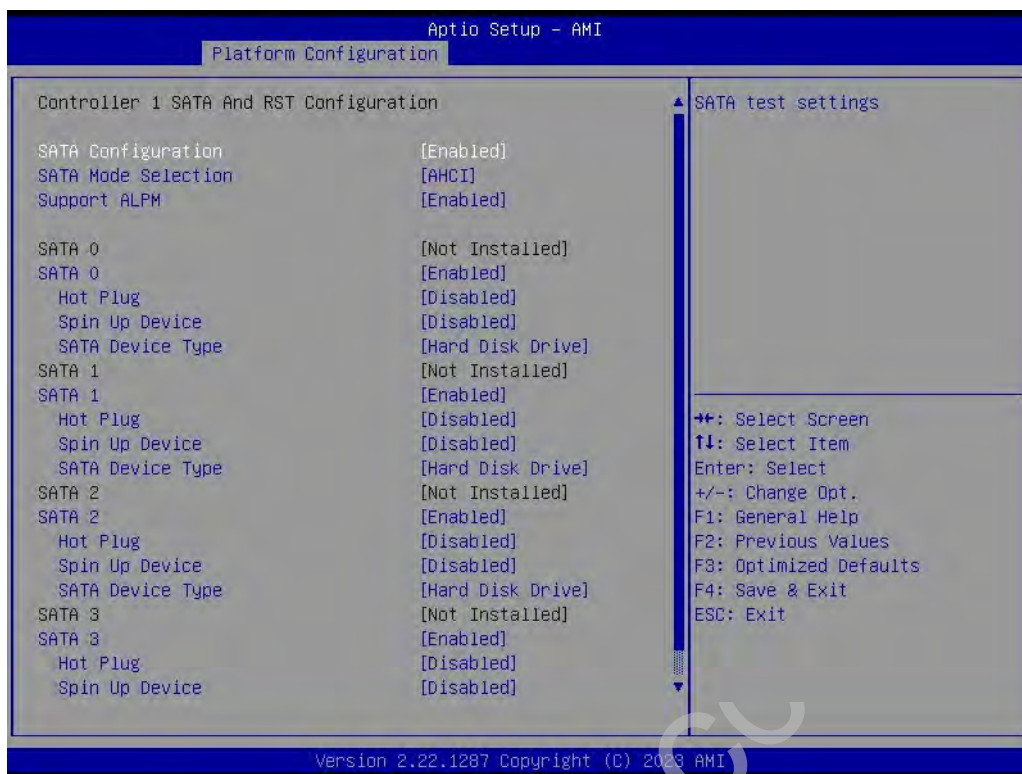 Aptio Setup – AMI
Platform Configuration
Controller 1 SATA And RST Configuration
SATA Configuration [Enabled]
SATA Mode Selection [AHCI]
Support ALPM [Enabled]
SATA 0 [Not Installed]
SATA 0 [Enabled]
Hot Plug [Disabled]
Spin Up Device [Disabled]
SATA Device Type [Hard Disk Drive]
SATA 1 [Not Installed]
SATA 1 [Enabled]
Hot Plug [Disabled]
Spin Up Device [Disabled]
SATA Device Type [Hard Disk Drive]
SATA 2 [Not Installed]
SATA 2 [Enabled]
Hot Plug [Disabled]
Spin Up Device [Disabled]
SATA Device Type [Hard Disk Drive]
SATA 3 [Not Installed]
SATA 3 [Enabled]
Hot Plug [Disabled]
Spin Up Device [Disabled]
SATA test settings
→←: Select Screen
↑↓: Select Item
Enter: Select
+/-: Change Opt.
F1: General Help
F2: Previous Values
F3: Optimized Defaults
F4: Save & Exit
ESC: Exit
Version 2.22.1287 Copyright (C) 2023 AMI